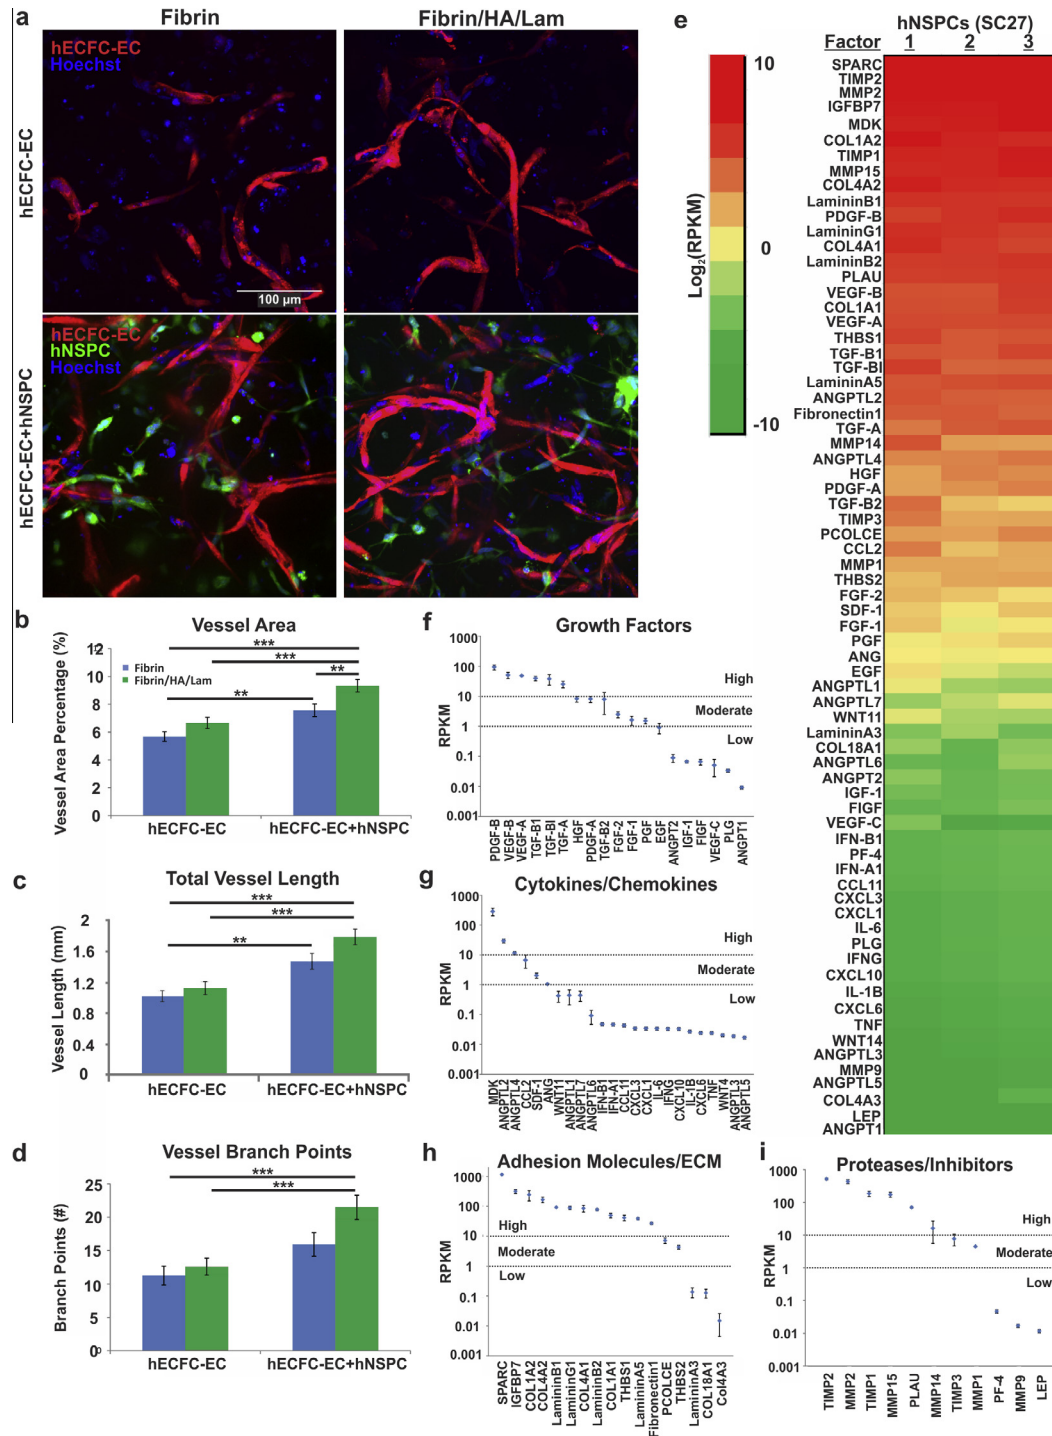 a
Fibrin
Fibrin/HA/Lam
hECFC-EC
hECFC-EC
Hoechst
100 µm
hECFC-EC+hNSPC
hECFC-EC
hNSPC
Hoechst
b
Vessel Area
Vessel Area Percentage (%)
12
10
8
6
4
2
0
Fibrin
Fibrin/HA/Lam
***
***
**
**
hECFC-EC
hECFC-EC+hNSPC
c
Total Vessel Length
Vessel Length (mm)
2
1.6
1.2
0.8
0.4
0
***
***
**
hECFC-EC
hECFC-EC+hNSPC
d
Vessel Branch Points
Branch Points (#)
25
20
15
10
5
0
***
***
hECFC-EC
hECFC-EC+hNSPC
e
hNSPCs (SC27)
Factor
1 2 3
Log2(RPKM)
10
0
-10
SPARC
TIMP2
MMP2
IGFBP7
MDK
COL1A2
TIMP1
MMP15
COL4A2
LamininB1
PDGF-B
LamininG1
COL4A1
LamininB2
PLAU
VEGF-B
COL1A1
VEGF-A
THBS1
TGF-B1
TGF-BI
LamininA5
ANGPTL2
Fibronectin1
TGF-A
MMP14
ANGPTL4
HGF
PDGF-A
TGF-B2
TIMP3
PCOLCE
CCL2
MMP1
THBS2
FGF-2
SDF-1
FGF-1
PGF
ANG
EGF
ANGPTL1
ANGPTL7
WNT11
LamininA3
COL18A1
ANGPTL6
ANGPT2
IGF-1
FIGF
VEGF-C
IFN-B1
PF-4
IFN-A1
CCL11
CXCL3
CXCL1
IL-6
PLG
IFNG
CXCL10
IL-1B
CXCL6
TNF
WNT14
ANGPTL3
MMP9
ANGPTL5
COL4A3
LEP
ANGPT1
f
Growth Factors
RPKM
1000
100
10
1
0.1
0.01
0.001
High
Moderate
Low
PDGF-B
VEGF-B
VEGF-A
TGF-B1
TGF-BI
TGF-A
HGF
PDGF-A
TGF-B2
FGF-2
FGF-1
PGF
EGF
ANGPT2
IGF-1
FIGF
VEGF-C
PLG
ANGPT1
g
Cytokines/Chemokines
RPKM
1000
100
10
1
0.1
0.01
0.001
High
Moderate
Low
MDK
ANGPTL2
ANGPTL4
CCL2
SDF-1
ANG
WNT11
ANGPTL1
ANGPTL7
ANGPTL6
IFN-B1
IFN-A1
CCL11
CXCL3
CXCL1
IL-6
IFNG
CXCL10
IL1B
CXCL6
TNF
WNT4
ANGPTL3
ANGPTL5
h
Adhesion Molecules/ECM
RPKM
1000
100
10
1
0.1
0.01
0.001
High
Moderate
Low
SPARC
IGFBP7
COL1A2
COL4A2
LamininB1
LamininG1
COL4A1
LamininB2
COL1A1
THBS1
LamininA5
Fibronectin1
PCOLCE
THBS2
LamininA3
COL18A1
Col4A3
i
Proteases/Inhibitors
RPKM
1000
100
10
1
0.1
0.01
0.001
High
Moderate
Low
TIMP2
MMP2
TIMP1
MMP15
PLAU
MMP14
TIMP3
MMP1
PF-4
MMP9
LEP